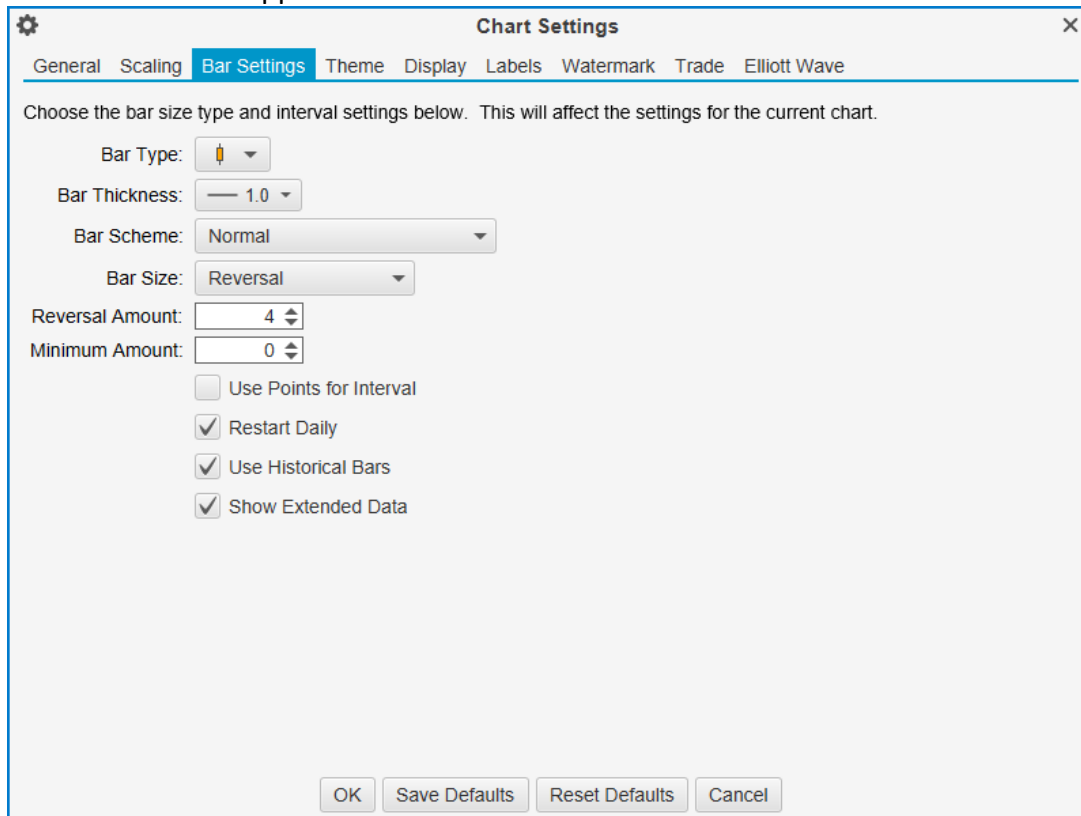 Chart Settings
General Scaling Bar Settings Theme Display Labels Watermark Trade Elliott Wave
Choose the bar size type and interval settings below. This will affect the settings for the current chart.
Bar Type:
Bar Thickness: 1.0
Bar Scheme: Normal
Bar Size: Reversal
Reversal Amount: 4
Minimum Amount: 0
Use Points for Interval
Restart Daily
Use Historical Bars
Show Extended Data
OK Save Defaults Reset Defaults Cancel